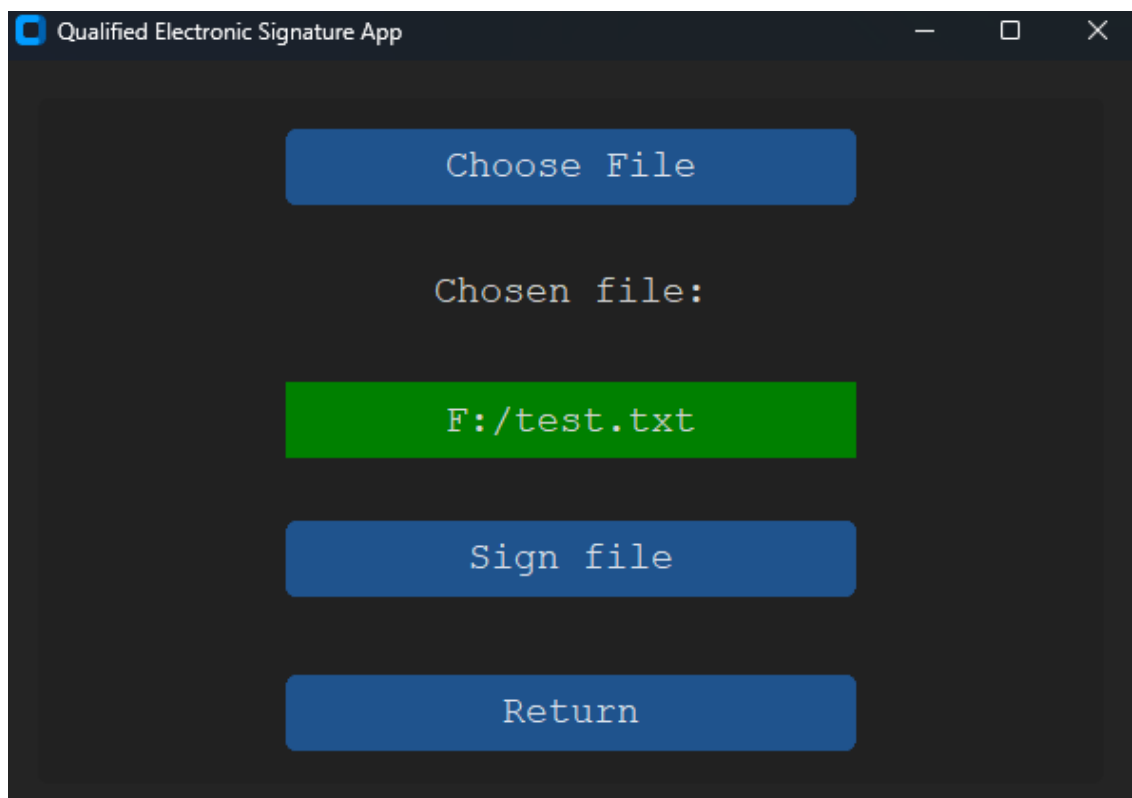 Qualified Electronic Signature App
Choose File
Chosen file:
F:/test.txt
Sign file
Return